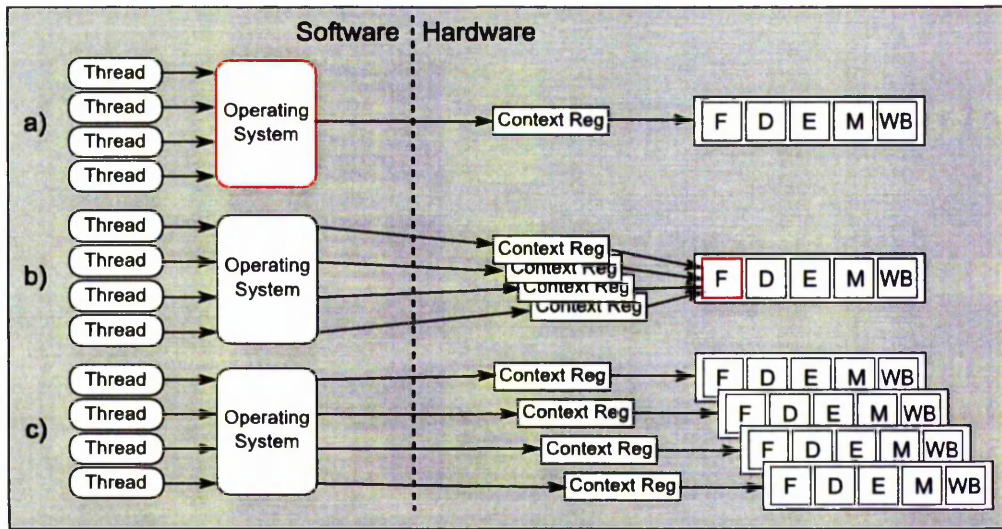 Software Hardware
a)
Thread
Thread
Thread
Thread
Operating
System
Context Reg
F D E M WB
b)
Thread
Thread
Thread
Thread
Operating
System
Context Reg
Context Reg
Context Reg
Context Reg
F D E M WB
c)
Thread
Thread
Thread
Thread
Operating
System
Context Reg
Context Reg
Context Reg
Context Reg
F D E M WB
F D E M WB
F D E M WB
F D E M WB